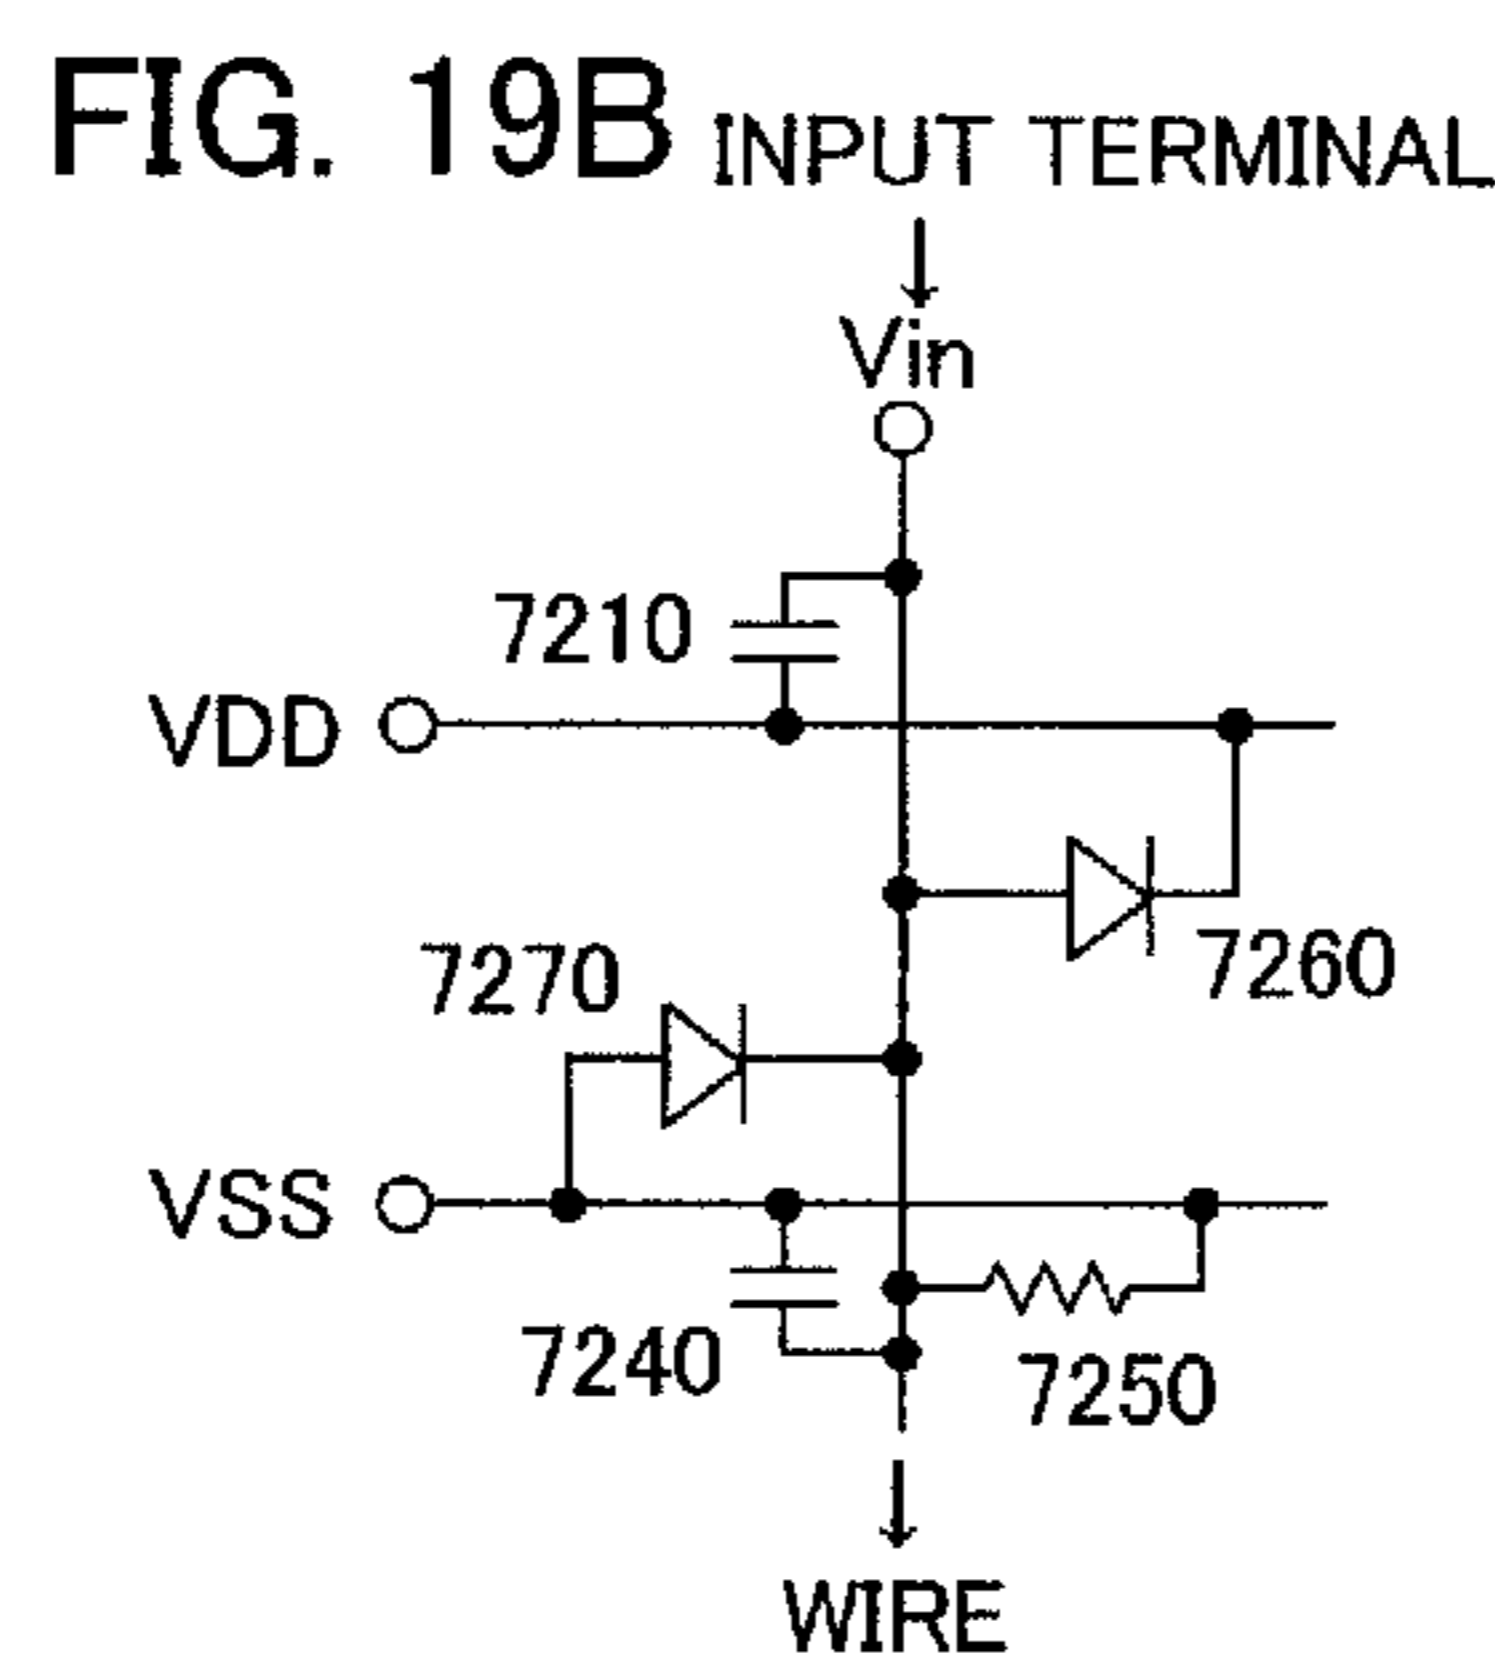 FIG. 19B
INPUT TERMINAL
Vin
7210
VDD
7260
7270
VSS
7240
7250
WIRE